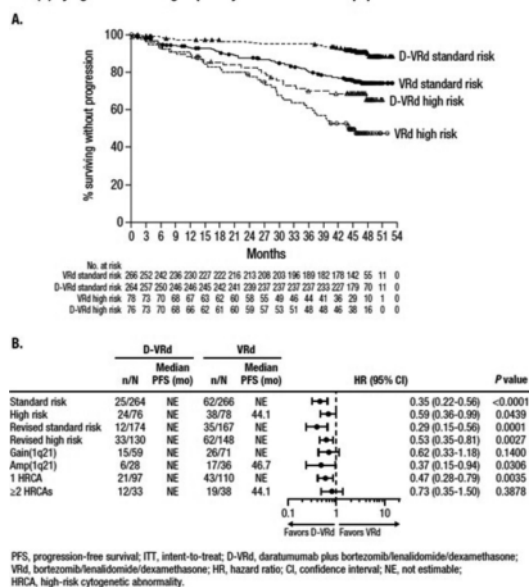 A.
% surviving without progression
100
80
60
40
20
0
D-VRd standard risk
VRd standard risk
D-VRd high risk
VRd high risk
0 3 6 9 12 15 18 21 24 27 30 33 36 39 42 45 48 51 54
Months
No. at risk
VRd standard risk 266 252 242 236 230 227 222 216 213 208 203 196 189 182 178 142 55 11 0
D-VRd standard risk 264 257 250 246 246 245 242 241 239 237 237 237 237 233 227 179 70 11 0
VRd high risk 78 73 70 68 67 63 62 60 58 55 49 46 44 41 36 29 10 1 0
D-VRd high risk 76 73 70 68 66 62 61 60 59 57 53 51 48 48 46 38 16 0 0
B.
D-VRd VRd
n/N Median PFS (mo) n/N Median PFS (mo) HR (95% CI) P value
Standard risk 25/264 NE 62/266 NE 0.35 (0.22-0.56) <0.0001
High risk 24/76 NE 38/78 44.1 0.59 (0.36-0.99) 0.0439
Revised standard risk 12/174 NE 35/167 NE 0.29 (0.15-0.56) 0.0001
Revised high risk 33/130 NE 62/148 NE 0.53 (0.35-0.81) 0.0027
Gain(1q21) 15/59 NE 26/71 NE 0.62 (0.33-1.18) 0.1400
Amp(1q21) 6/28 NE 17/36 46.7 0.37 (0.15-0.94) 0.0306
1 HRCA 21/97 NE 43/110 NE 0.47 (0.28-0.79) 0.0035
≥2 HRCAs 12/33 NE 19/38 44.1 0.73 (0.35-1.50) 0.3878
0.1 1 10
Favors D-VRd Favors VRd
PFS, progression-free survival; ITT, intent-to-treat; D-VRd, daratumumab plus bortezomib/lenalidomide/dexamethasone;
VRd, bortezomib/lenalidomide/dexamethasone; HR, hazard ratio; CI, confidence interval; NE, not estimable;
HRCA, high-risk cytogenetic abnormality.